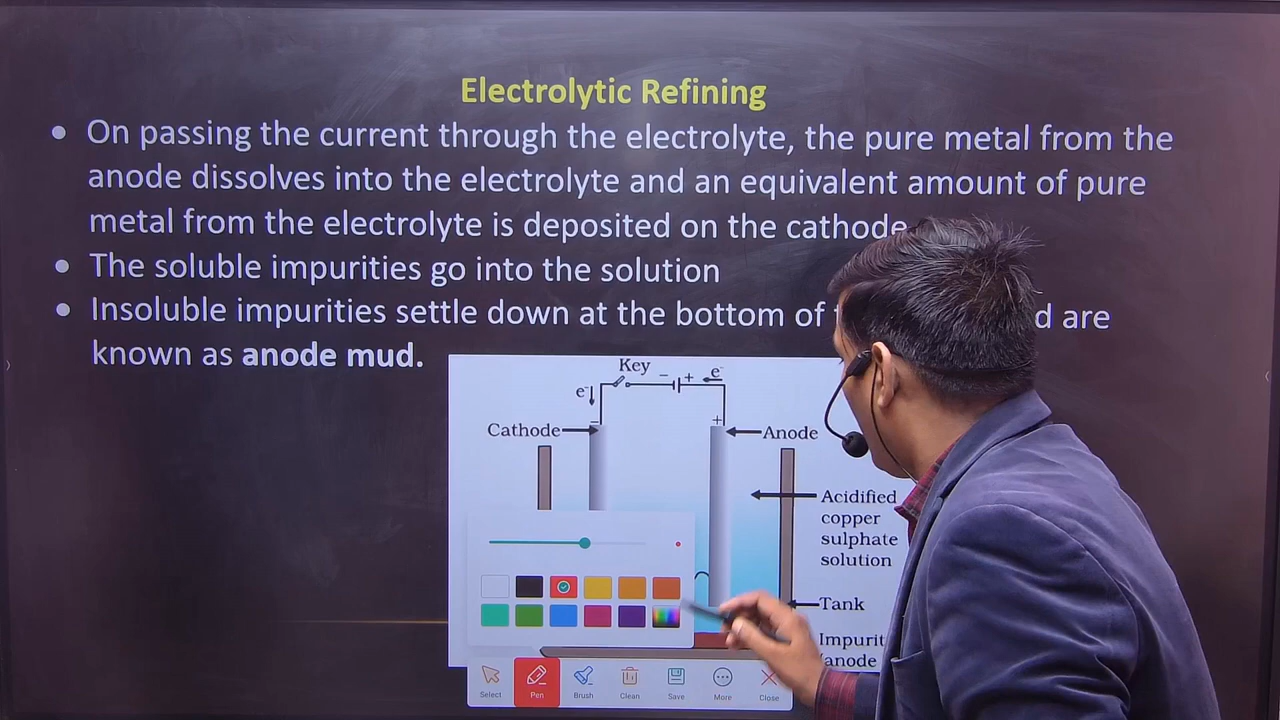 Electrolytic Refining
• On passing the current through the electrolyte, the pure metal from the
anode dissolves into the electrolyte and an equivalent amount of pure
metal from the electrolyte is deposited on the cathode
• The soluble impurities go into the solution
• Insoluble impurities settle down at the bottom of are
known as anode mud.
Key
e⁻ − + e⁻
− +
Cathode Anode
Acidified
copper
sulphate
solution
Tank
Select Pen Brush Clean Save More Close